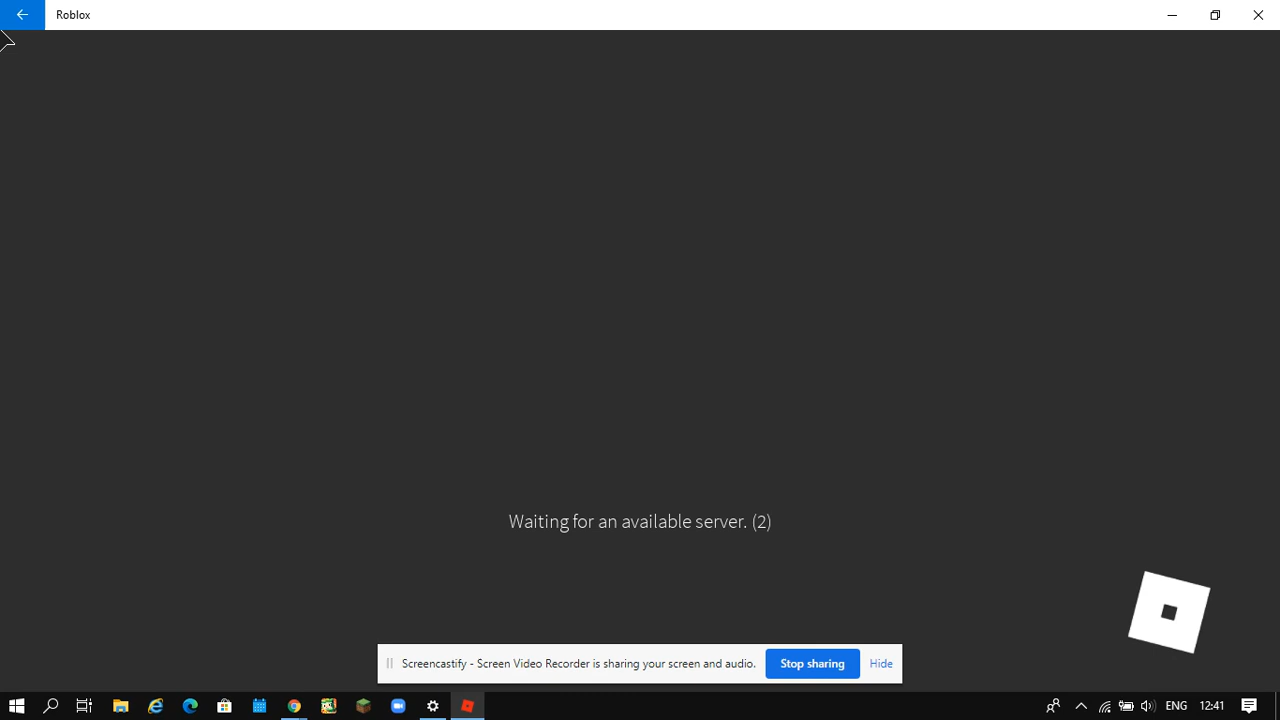 Roblox
Waiting for an available server. (2)
Screencastify - Screen Video Recorder is sharing your screen and audio. Stop sharing Hide
ENG 12:41